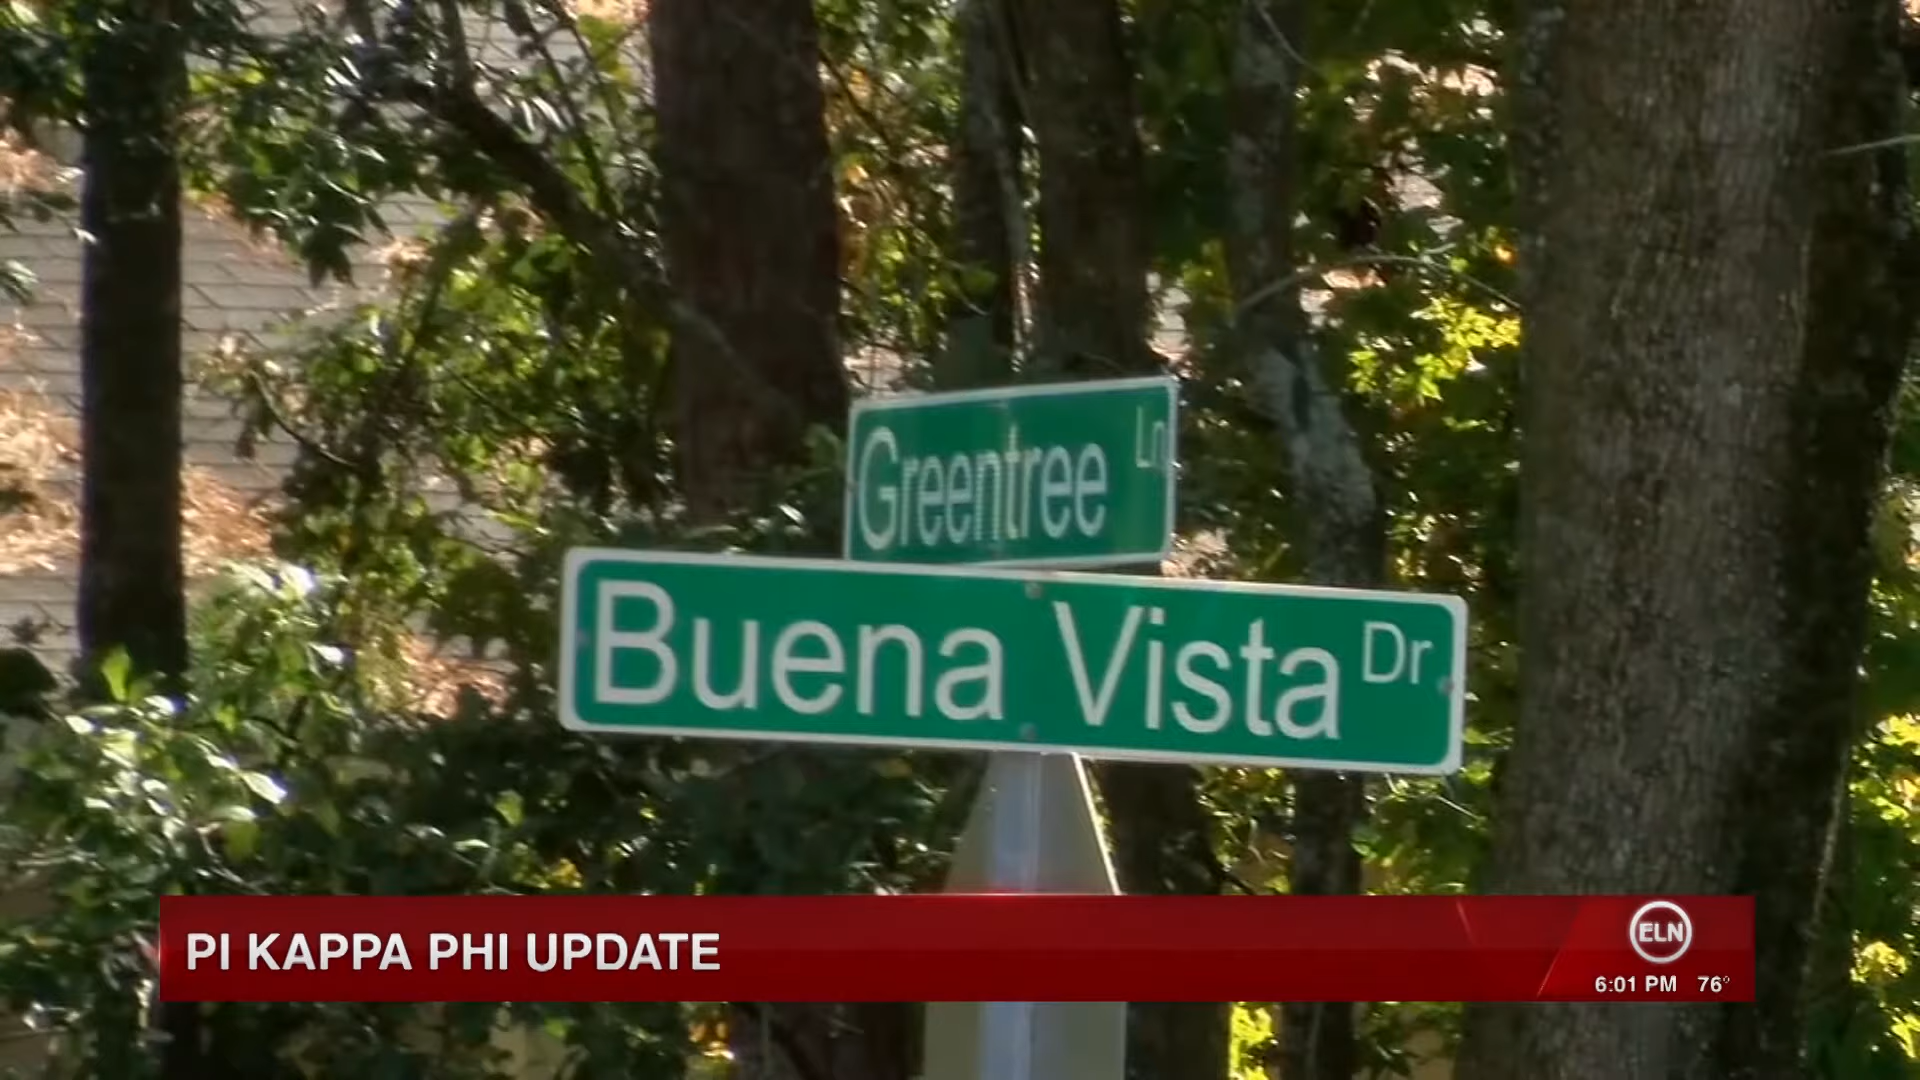 Greentree Ln
Buena Vista Dr
PI KAPPA PHI UPDATE
ELN
6:01 PM 76°